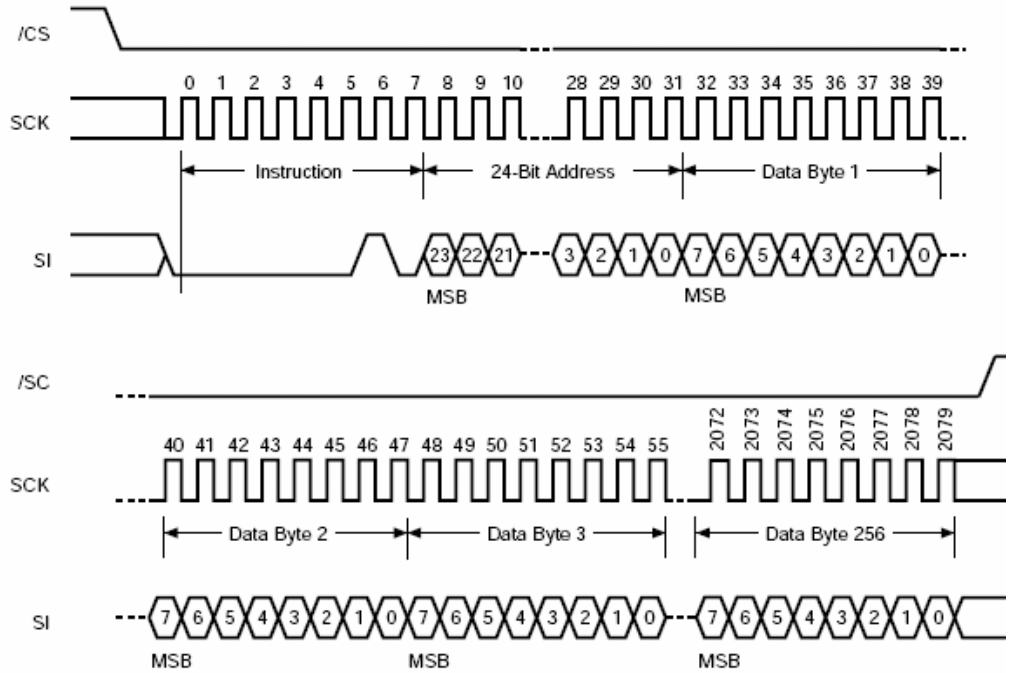 /CS
0 1 2 3 4 5 6 7 8 9 10 28 29 30 31 32 33 34 35 36 37 38 39
SCK
Instruction 24-Bit Address Data Byte 1
SI 23 22 21 3 2 1 0 7 6 5 4 3 2 1 0
MSB MSB
/SC
40 41 42 43 44 45 46 47 48 49 50 51 52 53 54 55 2072 2073 2074 2075 2076 2077 2078 2079
SCK
Data Byte 2 Data Byte 3 Data Byte 256
SI 7 6 5 4 3 2 1 0 7 6 5 4 3 2 1 0 7 6 5 4 3 2 1 0
MSB MSB MSB